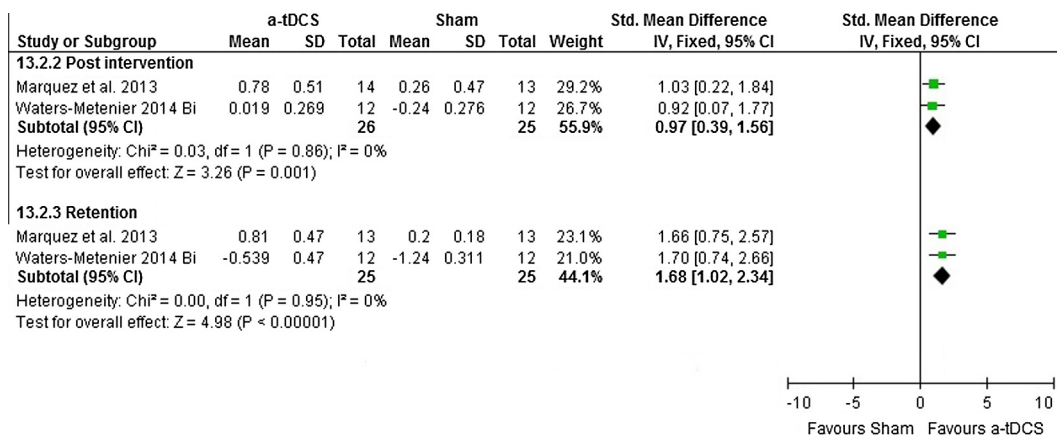 a-tDCS Sham Std. Mean Difference Std. Mean Difference
Study or Subgroup Mean SD Total Mean SD Total Weight IV, Fixed, 95% CI IV, Fixed, 95% CI
13.2.2 Post intervention
Marquez et al. 2013 0.78 0.51 14 0.26 0.47 13 29.2% 1.03 [0.22, 1.84]
Waters-Metenier 2014 Bi 0.019 0.269 12 -0.24 0.276 12 26.7% 0.92 [0.07, 1.77]
Subtotal (95% CI) 26 25 55.9% 0.97 [0.39, 1.56]
Heterogeneity: Chi² = 0.03, df = 1 (P = 0.86); I² = 0%
Test for overall effect: Z = 3.26 (P = 0.001)
13.2.3 Retention
Marquez et al. 2013 0.81 0.47 13 0.2 0.18 13 23.1% 1.66 [0.75, 2.57]
Waters-Metenier 2014 Bi -0.539 0.47 12 -1.24 0.311 12 21.0% 1.70 [0.74, 2.66]
Subtotal (95% CI) 25 25 44.1% 1.68 [1.02, 2.34]
Heterogeneity: Chi² = 0.00, df = 1 (P = 0.95); I² = 0%
Test for overall effect: Z = 4.98 (P < 0.00001)
-10 -5 0 5 10
Favours Sham Favours a-tDCS